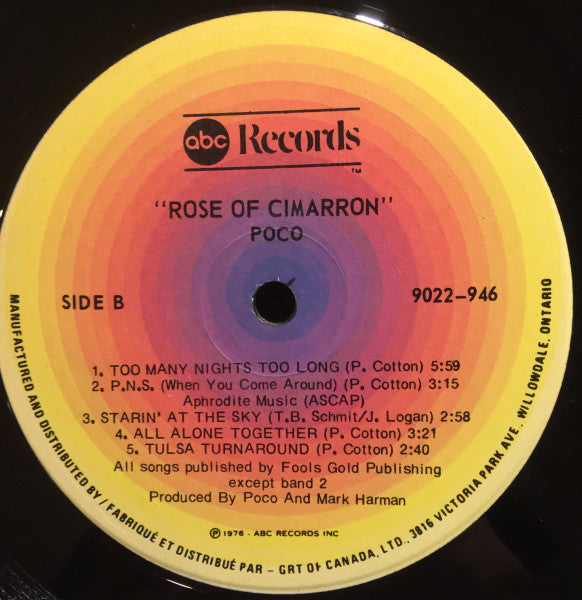 abc Records
TM
"ROSE OF CIMARRON"
POCO
SIDE B
9022-946
1. TOO MANY NIGHTS TOO LONG (P. Cotton) 5:59
2. P.N.S. (When You Come Around) (P. Cotton) 3:15
Aphrodite Music (ASCAP)
3. STARIN' AT THE SKY (T.B. Schmit/J. Logan) 2:58
4. ALL ALONE TOGETHER (P. Cotton) 3:21
5. TULSA TURNAROUND (P. Cotton) 2:40
All songs published by Fools Gold Publishing
except band 2
Produced By Poco And Mark Harman
Ⓟ 1976 - ABC RECORDS INC
MANUFACTURED AND DISTRIBUTED BY / FABRIQUÉ ET DISTRIBUÉ PAR - GRT OF CANADA, LTD., 3816 VICTORIA PARK AVE. WILLOWDALE, ONTARIO